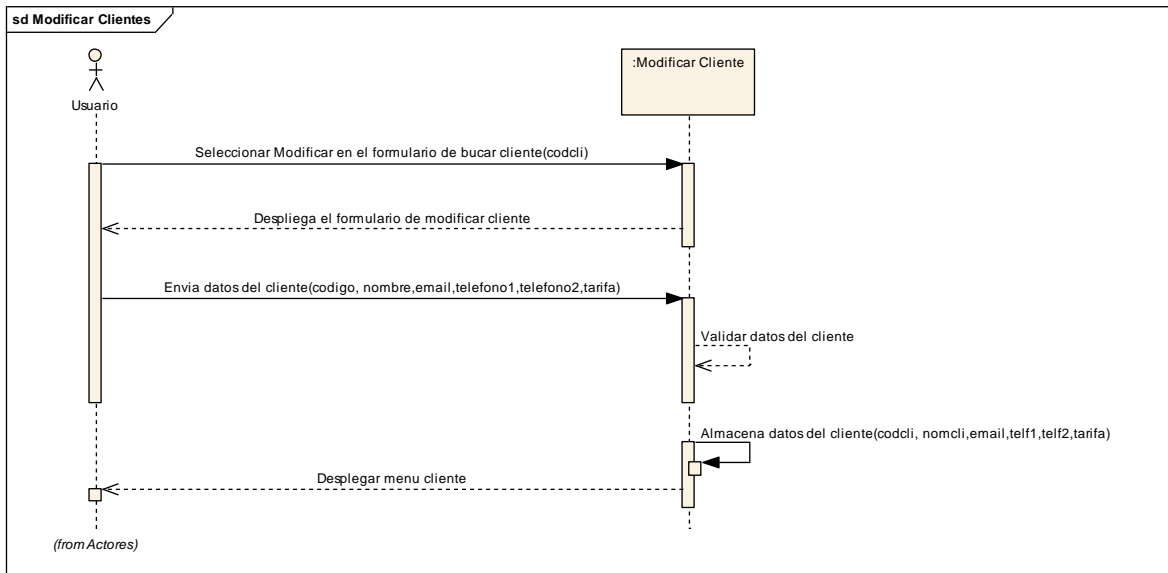 sd Modificar Clientes
:Modificar Cliente
Usuario
Seleccionar Modificar en el formulario de bucar cliente(codcli)
Despliega el formulario de modificar cliente
Envia datos del cliente(codigo, nombre,email,telefono1,telefono2,tarifa)
Validar datos del cliente
Almacena datos del cliente(codcli, nomcli,email,telf1,telf2,tarifa)
Desplegar menu cliente
(from Actores)